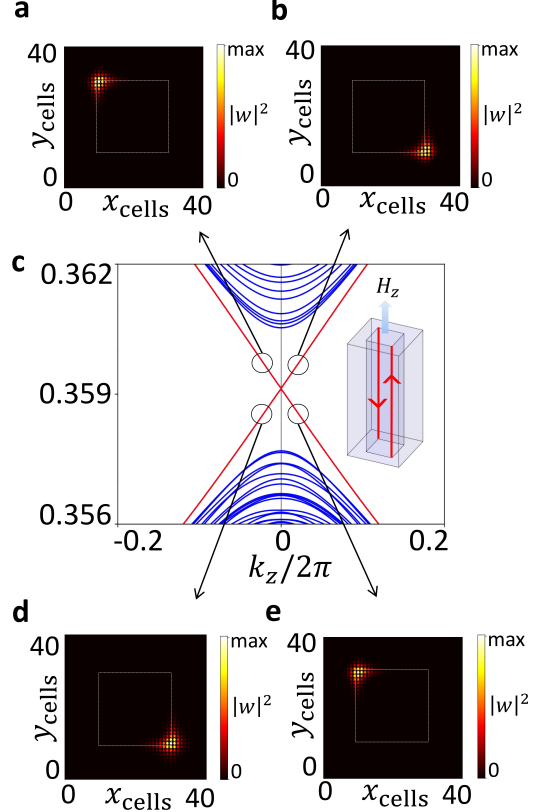 a
40
y_cells
0
0
x_cells
40
max
|w|²
0
b
40
y_cells
0
0
x_cells
40
max
|w|²
0
c
0.362
0.359
0.356
-0.2
0
0.2
k_z/2π
H_z
d
40
y_cells
0
0
x_cells
40
max
|w|²
0
e
40
y_cells
0
0
x_cells
40
max
|w|²
0